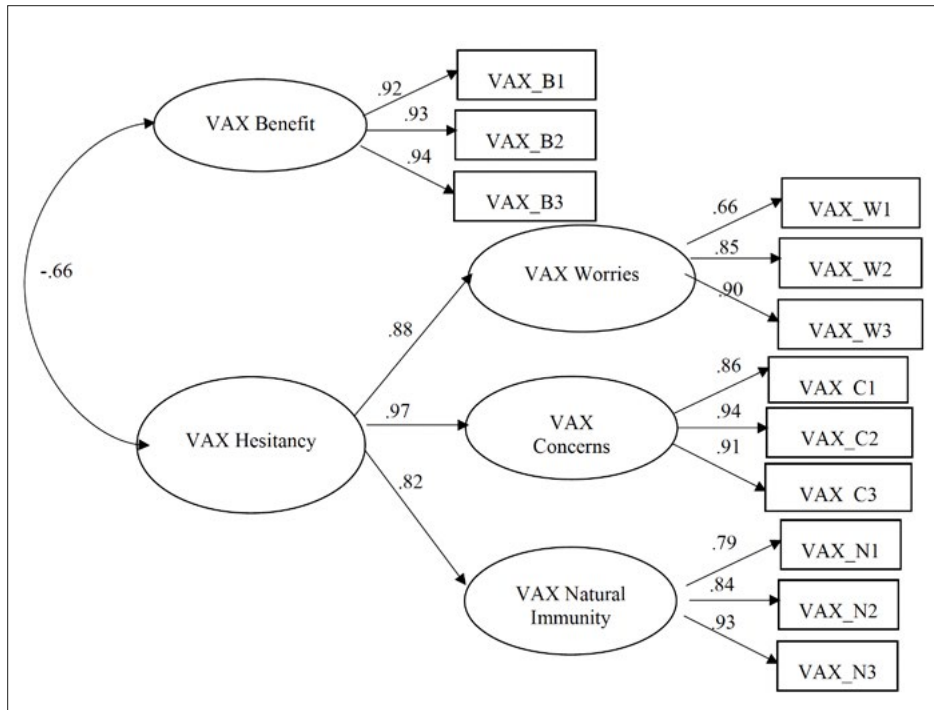 .92
VAX_B1
VAX Benefit
.93
VAX_B2
.94
VAX_B3
-.66
.66
VAX_W1
.85
VAX_W2
VAX Worries
.90
VAX_W3
.88
.86
VAX_C1
.97
VAX
Concerns
.94
VAX_C2
.91
VAX_C3
VAX Hesitancy
.82
.79
VAX_N1
VAX Natural
Immunity
.84
VAX_N2
.93
VAX_N3